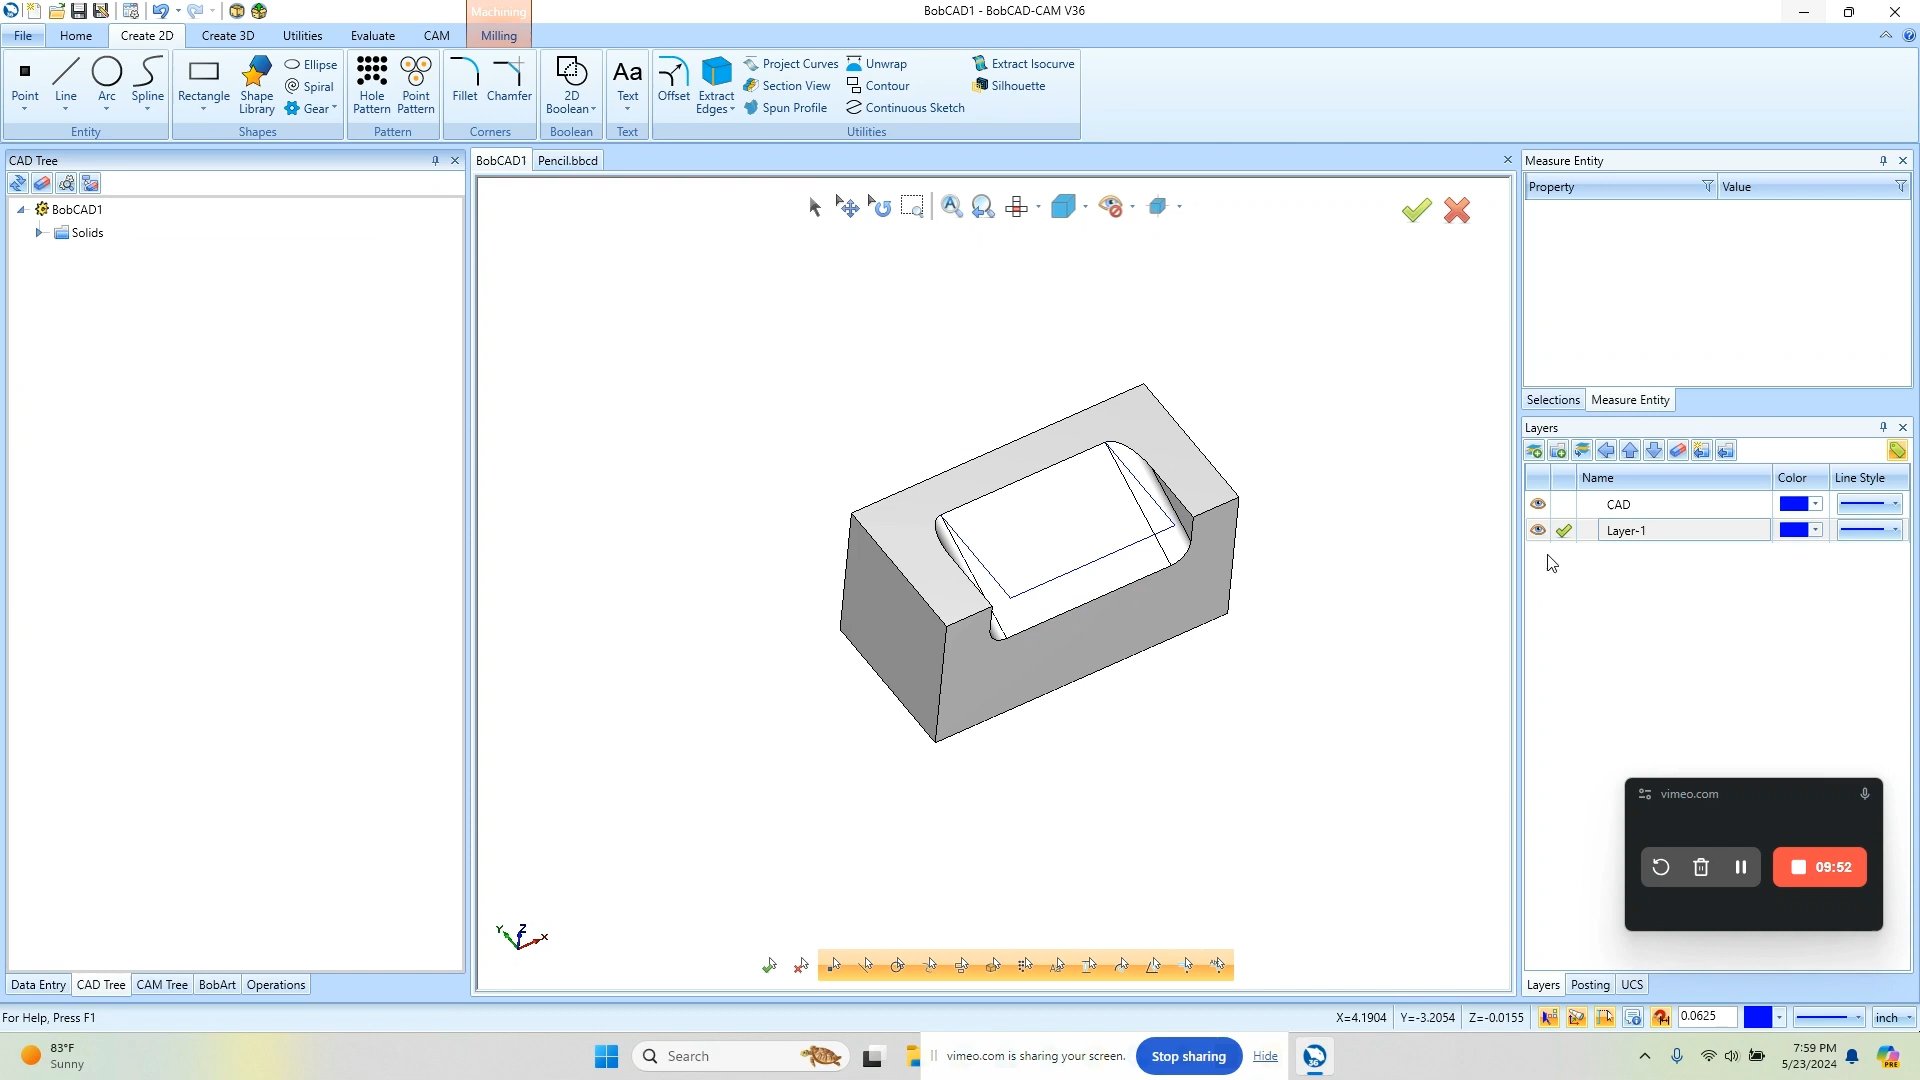 Machining
BobCAD1 - BobCAD-CAM V36
File Home Create 2D Create 3D Utilities Evaluate CAM Milling
Point Line Arc Spline
Entity
Rectangle Shape Library Ellipse Spiral Gear
Shapes
Hole Pattern Point Pattern
Pattern
Fillet Chamfer
Corners
2D Boolean
Boolean
Aa
Text
Text
Offset Extract Edges
Project Curves Unwrap Extract Isocurve
Section View Contour Silhouette
Spun Profile Continuous Sketch
Utilities
CAD Tree
BobCAD1
Solids
BobCAD1 Pencil.bbcd
Y Z X
Measure Entity
Property Value
Selections Measure Entity
Layers
Name Color Line Style
CAD
Layer-1
vimeo.com
09:52
Data Entry CAD Tree CAM Tree BobArt Operations
Layers Posting UCS
For Help, Press F1
X=4.1904 Y=-3.2054 Z=-0.0155
0.0625
inch
83°F
Sunny
Search
vimeo.com is sharing your screen. Stop sharing Hide
7:59 PM
5/23/2024
PRE